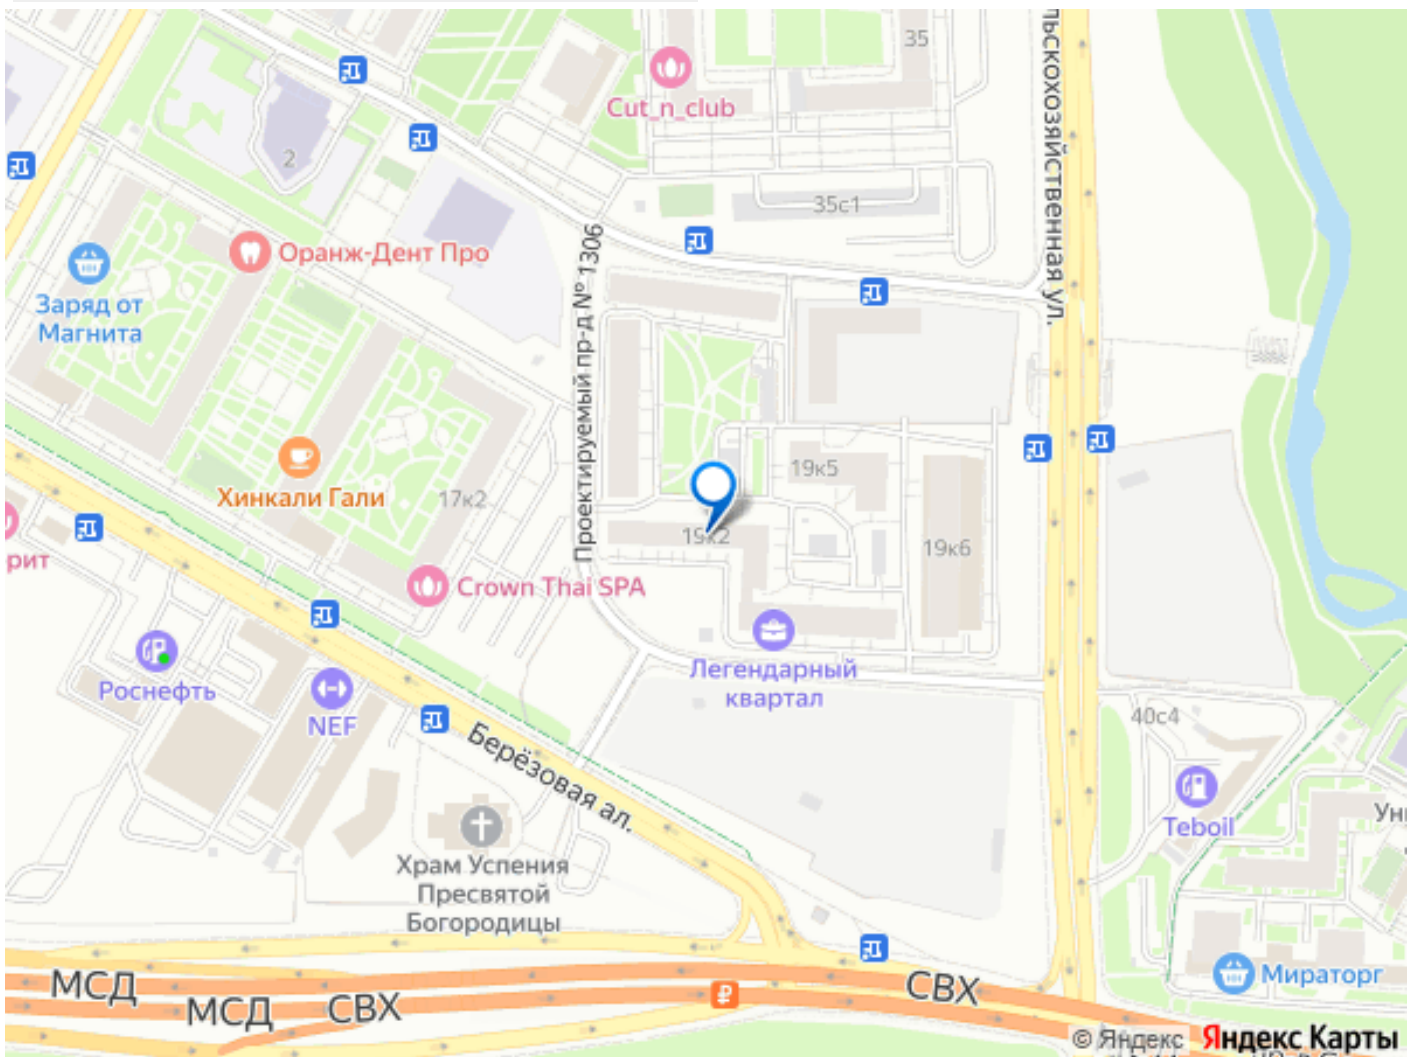 35
льскохозяйственная ул.
Cut_n_club
2
35с1
Оранж-Дент Про
Проектируемый пр-д № 1306
Заряд от
Магнита
19к5
Хинкали Гали
17к2
19к2
19к6
рит
Crown Thai SPA
Легендарный
квартал
Роснефть
NEF
40с4
Берёзовая ал.
Teboil
Храм Успения
Пресвятой
Богородицы
МСД
МСД
СВХ
СВХ
₽
Мираторг
© Яндекс Яндекс Карты